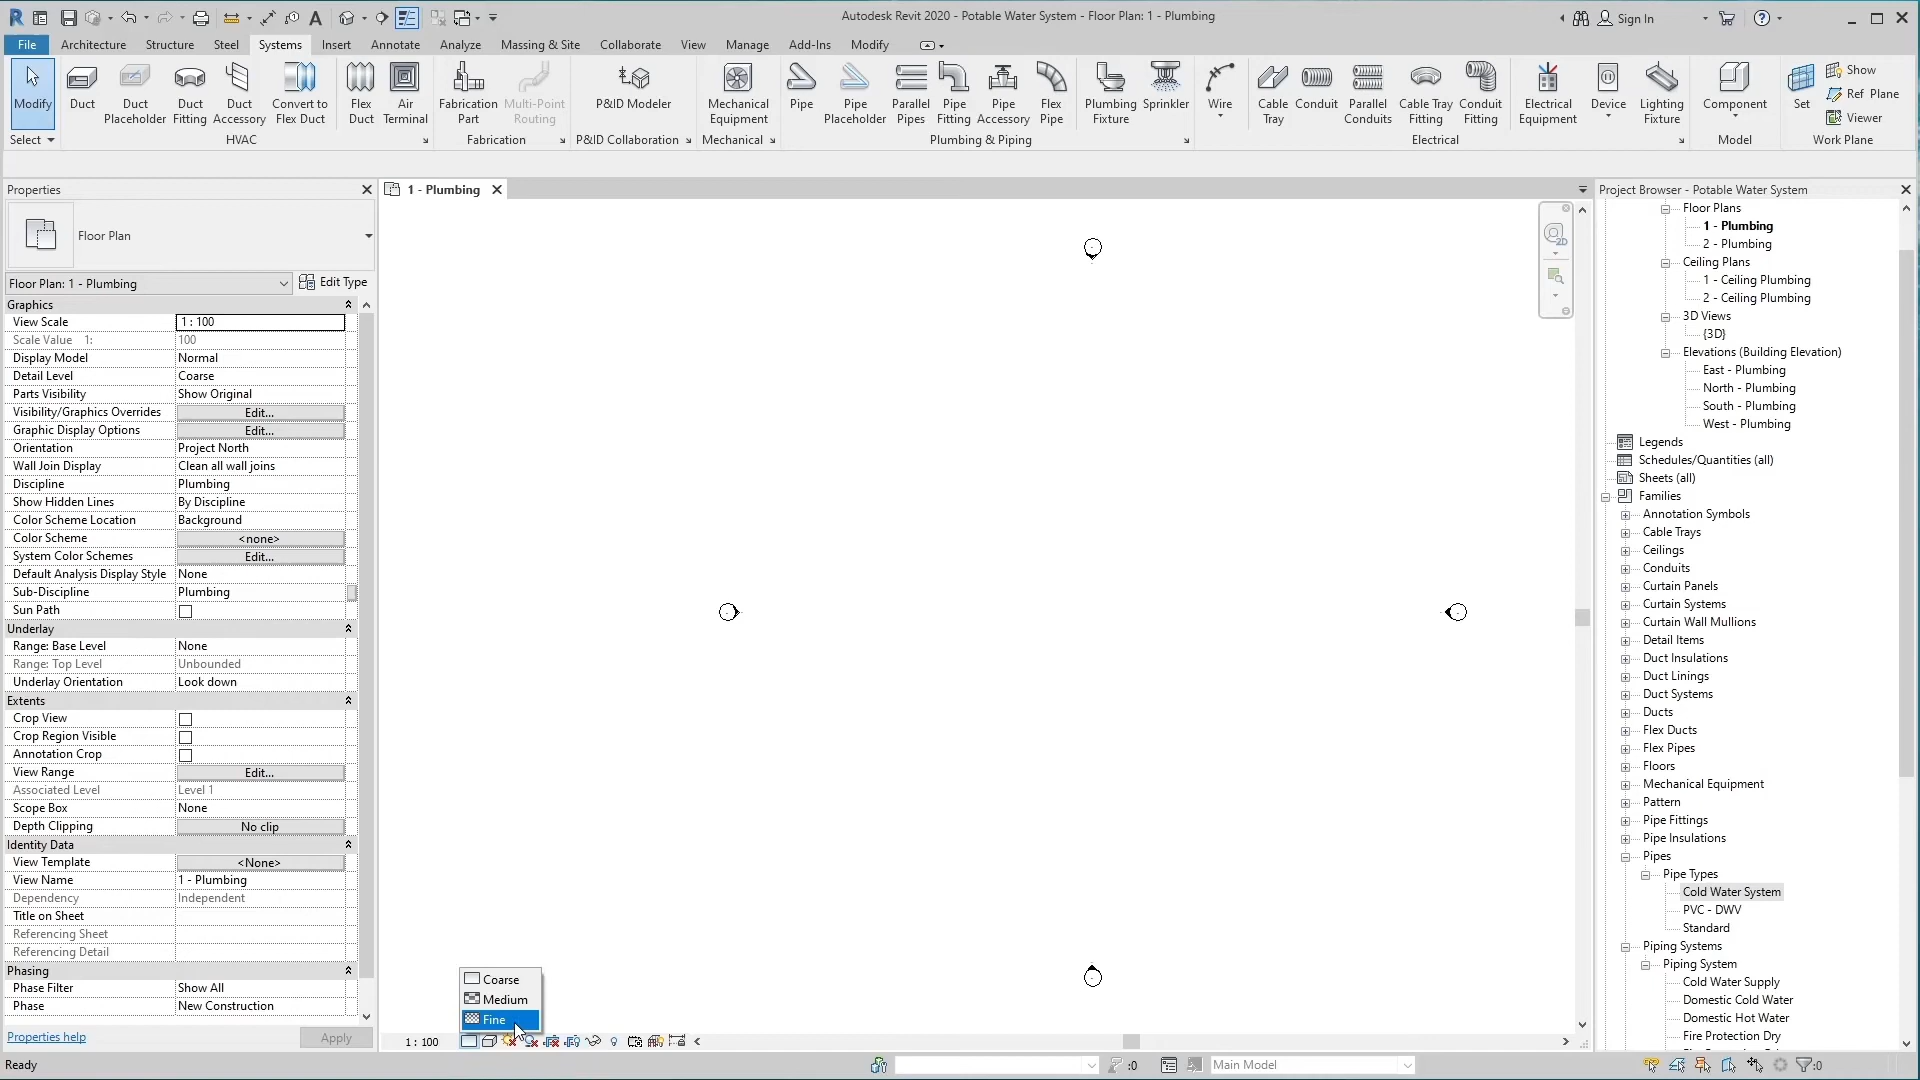 Autodesk Revit 2020 - Potable Water System - Floor Plan: 1 - Plumbing
Sign In
File Architecture Structure Steel Systems Insert Annotate Analyze Massing & Site Collaborate View Manage Add-Ins Modify
Modify
Duct
Duct Placeholder
Duct Fitting
Duct Accessory
Convert to Flex Duct
Flex Duct
Air Terminal
Fabrication Part
Multi-Point Routing
P&ID Modeler
Mechanical Equipment
Pipe
Pipe Placeholder
Parallel Pipes
Pipe Fitting
Pipe Accessory
Flex Pipe
Plumbing Fixture
Sprinkler
Wire
Cable Tray
Conduit
Parallel Conduits
Cable Tray Fitting
Conduit Fitting
Electrical Equipment
Device
Lighting Fixture
Component
Set
Show
Ref Plane
Viewer
Select HVAC Fabrication P&ID Collaboration Mechanical Plumbing & Piping Electrical Model Work Plane
Properties
Floor Plan
Floor Plan: 1 - Plumbing Edit Type
Graphics
View Scale 1 : 100
Scale Value 1: 100
Display Model Normal
Detail Level Coarse
Parts Visibility Show Original
Visibility/Graphics Overrides Edit...
Graphic Display Options Edit...
Orientation Project North
Wall Join Display Clean all wall joins
Discipline Plumbing
Show Hidden Lines By Discipline
Color Scheme Location Background
Color Scheme <none>
System Color Schemes Edit...
Default Analysis Display Style None
Sub-Discipline Plumbing
Sun Path
Underlay
Range: Base Level None
Range: Top Level Unbounded
Underlay Orientation Look down
Extents
Crop View
Crop Region Visible
Annotation Crop
View Range Edit...
Associated Level Level 1
Scope Box None
Depth Clipping No clip
Identity Data
View Template <None>
View Name 1 - Plumbing
Dependency Independent
Title on Sheet
Referencing Sheet
Referencing Detail
Phasing
Phase Filter Show All
Phase New Construction
Properties help Apply
1 - Plumbing
2D
Coarse
Medium
Fine
1 : 100
Project Browser - Potable Water System
Floor Plans
1 - Plumbing
2 - Plumbing
Ceiling Plans
1 - Ceiling Plumbing
2 - Ceiling Plumbing
3D Views
{3D}
Elevations (Building Elevation)
East - Plumbing
North - Plumbing
South - Plumbing
West - Plumbing
Legends
Schedules/Quantities (all)
Sheets (all)
Families
Annotation Symbols
Cable Trays
Ceilings
Conduits
Curtain Panels
Curtain Systems
Curtain Wall Mullions
Detail Items
Duct Insulations
Duct Linings
Duct Systems
Ducts
Flex Ducts
Flex Pipes
Floors
Mechanical Equipment
Pattern
Pipe Fittings
Pipe Insulations
Pipes
Pipe Types
Cold Water System
PVC - DWV
Standard
Piping Systems
Piping System
Cold Water Supply
Domestic Cold Water
Domestic Hot Water
Fire Protection Dry
Ready :0 Main Model :0